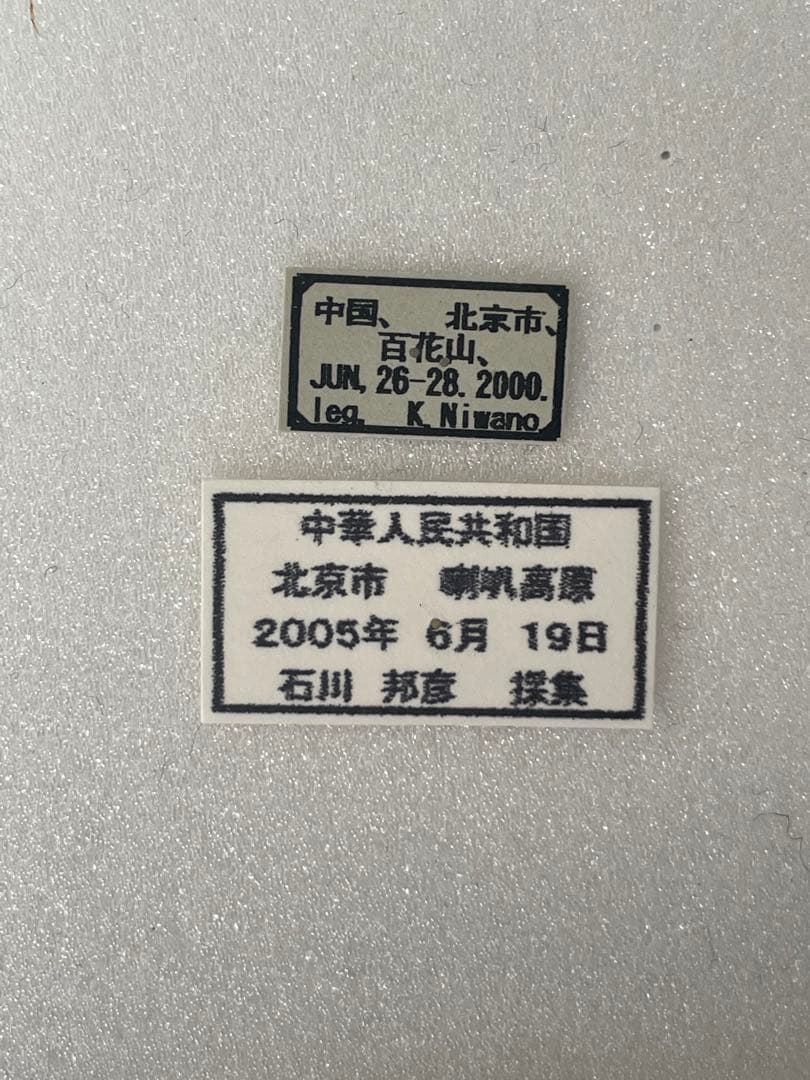 中国、 北京市、
百花山、
JUN, 26-28. 2000.
leg. K. Niwano
中華人民共和国
北京市 喇叭高原
2005年 6月 19日
石川 邦彦 採集